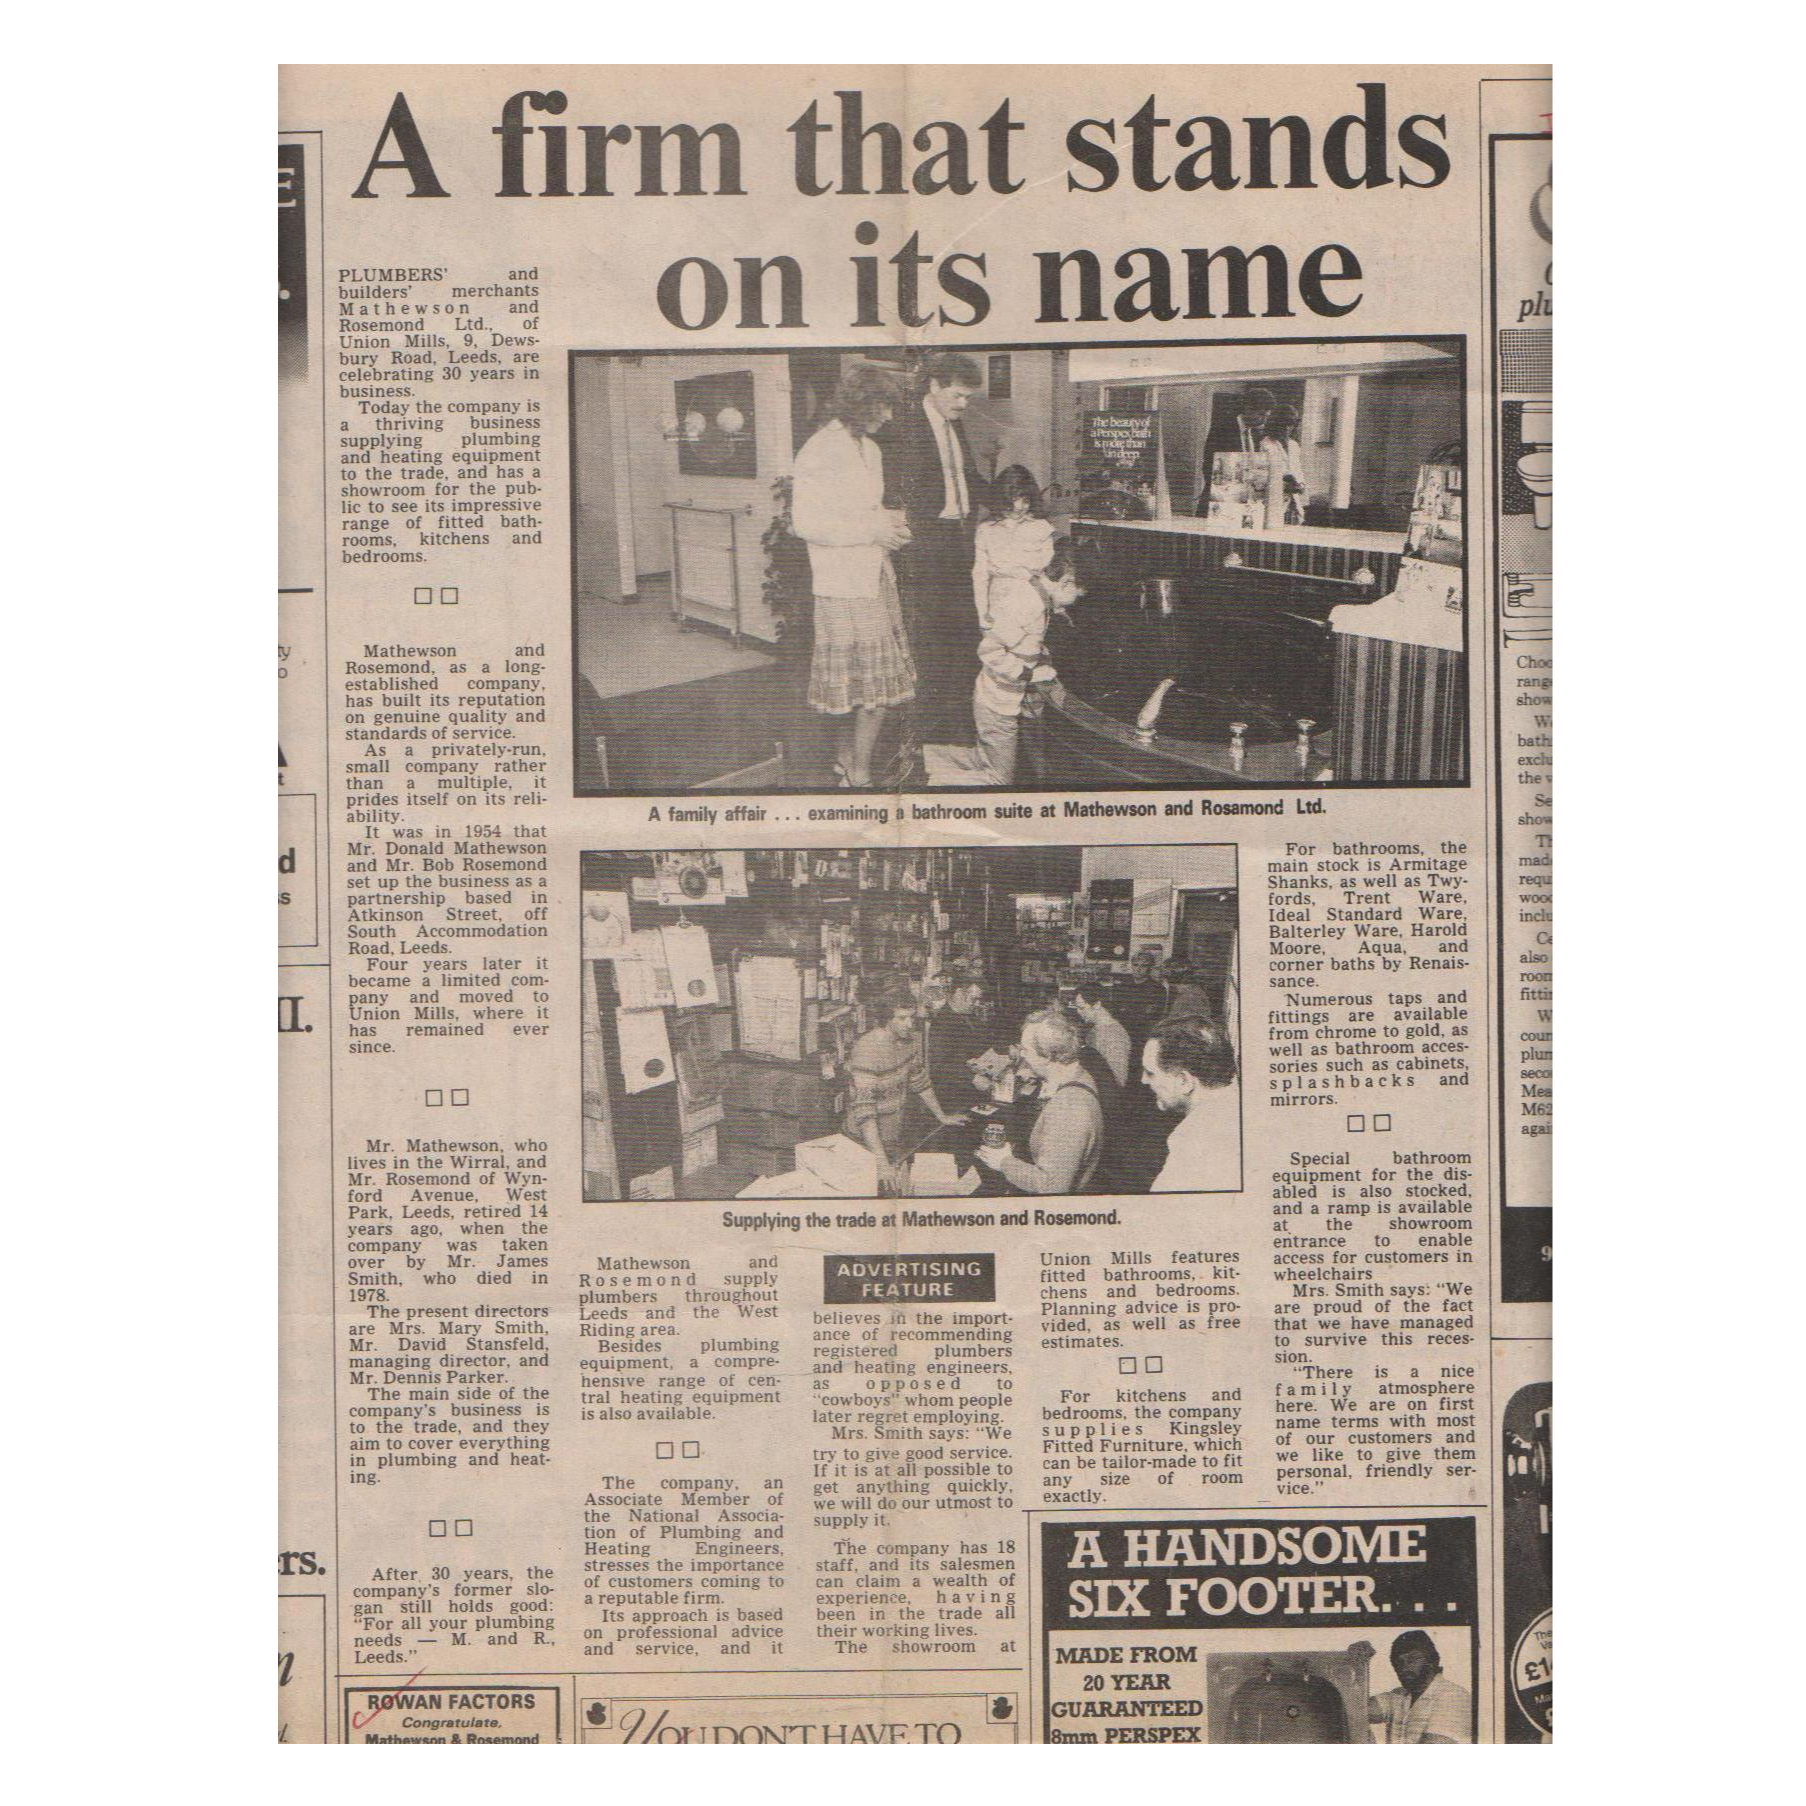 A firm that stands
on its name
PLUMBERS' and
builders' merchants
Mathewson and
Rosemond Ltd., of
Union Mills, 9, Dews-
bury Road, Leeds, are
celebrating 30 years in
business.
Today the company is
a thriving business
supplying plumbing
and heating equipment
to the trade, and has a
showroom for the pub-
lic to see its impressive
range of fitted bath-
rooms, kitchens and
bedrooms.
Mathewson and
Rosemond, as a long-
established company,
has built its reputation
on genuine quality and
standards of service.
As a privately-run,
small company rather
than a multiple, it
prides itself on its reli-
ability.
It was in 1954 that
Mr. Donald Mathewson
and Mr. Bob Rosemond
set up the business as a
partnership based in
Atkinson Street, off
South Accommodation
Road, Leeds.
Four years later it
became a limited com-
pany and moved to
Union Mills, where it
has remained ever
since.
Mr. Mathewson, who
lives in the Wirral, and
Mr. Rosemond of Wyn-
ford Avenue, West
Park, Leeds, retired 14
years ago, when the
company was taken
over by Mr. James
Smith, who died in
1978.
The present directors
are Mrs. Mary Smith,
Mr. David Stansfeld,
managing director, and
Mr. Dennis Parker.
The main side of the
company's business is
to the trade, and they
aim to cover everything
in plumbing and heat-
ing.
After 30 years, the
company's former slo-
gan still holds good:
"For all your plumbing
needs — M. and R.,
Leeds."
The beauty of
a Perspex bath
is more than
A family affair . . . examining a bathroom suite at Mathewson and Rosamond Ltd.
Supplying the trade at Mathewson and Rosemond.
Mathewson and
Rosemond supply
plumbers throughout
Leeds and the West
Riding area.
Besides plumbing
equipment, a compre-
hensive range of cen-
tral heating equipment
is also available.
The company, an
Associate Member of
the National Associa-
tion of Plumbing and
Heating Engineers,
stresses the importance
of customers coming to
a reputable firm.
Its approach is based
on professional advice
and service, and it
ADVERTISING
FEATURE
believes in the import-
ance of recommending
registered plumbers
and heating engineers,
as opposed to
"cowboys" whom people
later regret employing.
Mrs. Smith says: "We
try to give good service.
If it is at all possible to
get anything quickly,
we will do our utmost to
supply it.
The company has 18
staff, and its salesmen
can claim a wealth of
experience, having
been in the trade all
their working lives.
The showroom at
Union Mills features
fitted bathrooms, kit-
chens and bedrooms.
Planning advice is pro-
vided, as well as free
estimates.
For kitchens and
bedrooms, the company
supplies Kingsley
Fitted Furniture, which
can be tailor-made to fit
any size of room
exactly.
For bathrooms, the
main stock is Armitage
Shanks, as well as Twy-
fords, Trent Ware,
Ideal Standard Ware,
Balterley Ware, Harold
Moore, Aqua, and
corner baths by Renais-
sance.
Numerous taps and
fittings are available
from chrome to gold, as
well as bathroom acces-
sories such as cabinets,
splashbacks and
mirrors.
Special bathroom
equipment for the dis-
abled is also stocked,
and a ramp is available
at the showroom
entrance to enable
access for customers in
wheelchairs
Mrs. Smith says: "We
are proud of the fact
that we have managed
to survive this reces-
sion.
"There is a nice
family atmosphere
here. We are on first
name terms with most
of our customers and
we like to give them
personal, friendly ser-
vice."
ROWAN FACTORS
Congratulate,
Mathewson & Rosemond
YOU DON'T HAVE TO
A HANDSOME
SIX FOOTER. . .
MADE FROM
20 YEAR
GUARANTEED
8mm PERSPEX